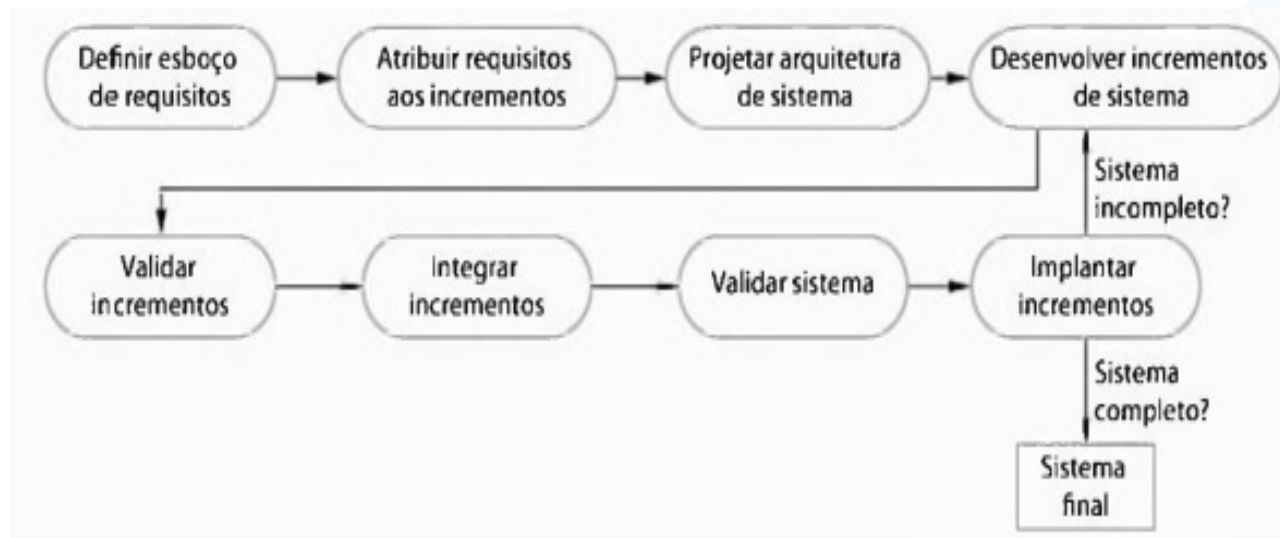 Definir esboço
de requisitos
Atribuir requisitos
aos incrementos
Projetar arquitetura
de sistema
Desenvolver incrementos
de sistema
Sistema
incompleto?
Validar
incrementos
Integrar
incrementos
Validar sistema
Implantar
incrementos
Sistema
completo?
Sistema
final